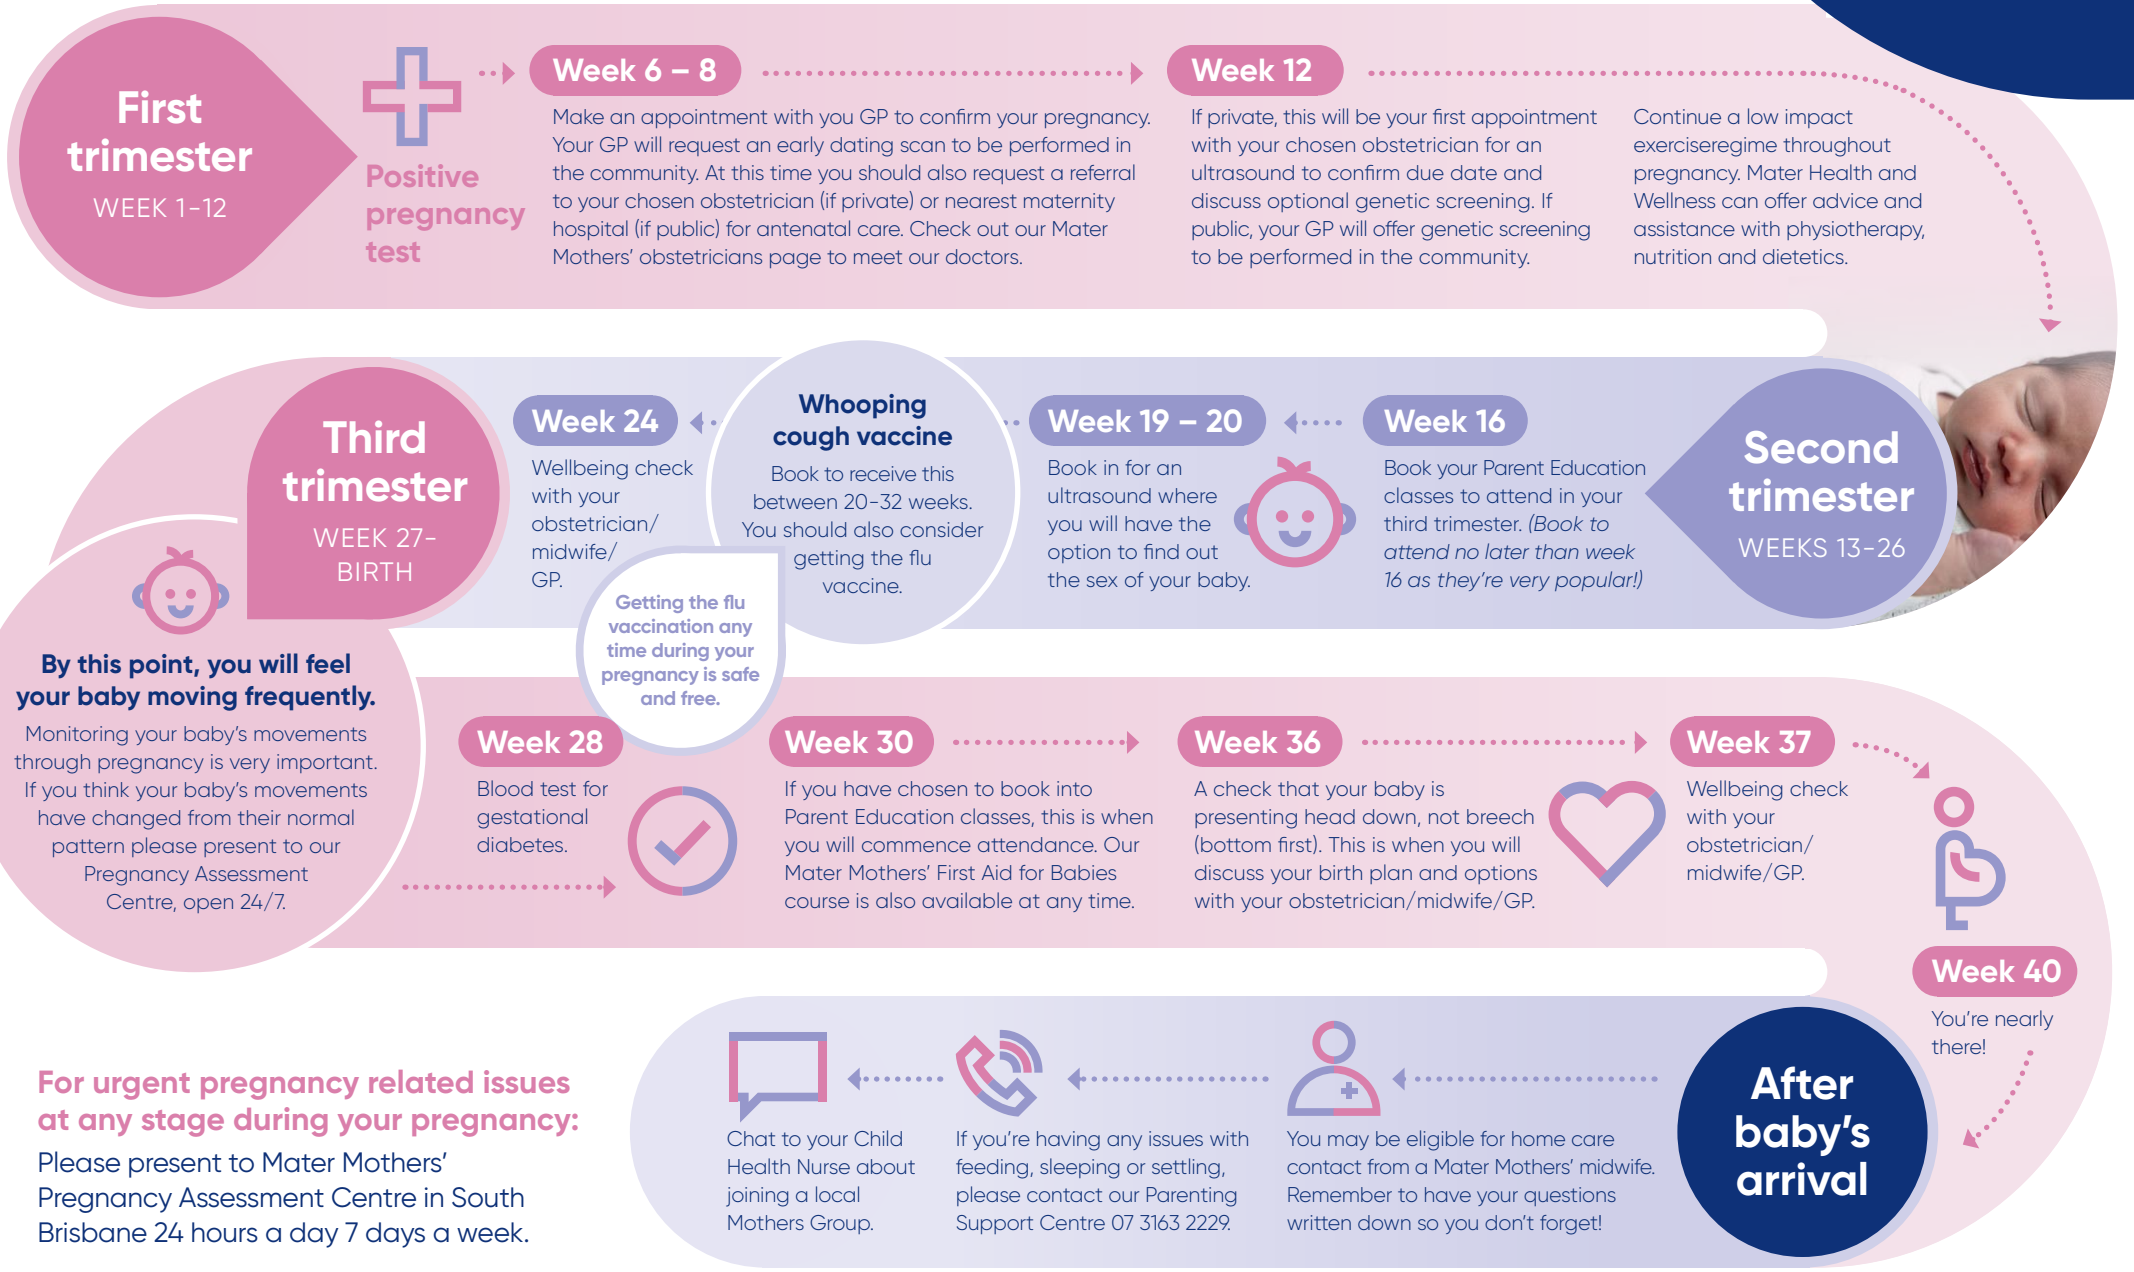 First
trimester
WEEK 1-12
Positive
pregnancy
test
Week 6 – 8
Make an appointment with you GP to confirm your pregnancy.
Your GP will request an early dating scan to be performed in
the community. At this time you should also request a referral
to your chosen obstetrician (if private) or nearest maternity
hospital (if public) for antenatal care. Check out our Mater
Mothers' obstetricians page to meet our doctors.
Week 12
If private, this will be your first appointment
with your chosen obstetrician for an
ultrasound to confirm due date and
discuss optional genetic screening. If
public, your GP will offer genetic screening
to be performed in the community.
Continue a low impact
exerciseregime throughout
pregnancy. Mater Health and
Wellness can offer advice and
assistance with physiotherapy,
nutrition and dietetics.
Second
trimester
WEEKS 13-26
Week 16
Book your Parent Education
classes to attend in your
third trimester. (Book to
attend no later than week
16 as they're very popular!)
Week 19 – 20
Book in for an
ultrasound where
you will have the
option to find out
the sex of your baby.
Whooping
cough vaccine
Book to receive this
between 20-32 weeks.
You should also consider
getting the flu
vaccine.
Getting the flu
vaccination any
time during your
pregnancy is safe
and free.
Week 24
Wellbeing check
with your
obstetrician/
midwife/
GP.
Third
trimester
WEEK 27-
BIRTH
By this point, you will feel
your baby moving frequently.
Monitoring your baby's movements
through pregnancy is very important.
If you think your baby's movements
have changed from their normal
pattern please present to our
Pregnancy Assessment
Centre, open 24/7.
Week 28
Blood test for
gestational
diabetes.
Week 30
If you have chosen to book into
Parent Education classes, this is when
you will commence attendance. Our
Mater Mothers' First Aid for Babies
course is also available at any time.
Week 36
A check that your baby is
presenting head down, not breech
(bottom first). This is when you will
discuss your birth plan and options
with your obstetrician/midwife/GP.
Week 37
Wellbeing check
with your
obstetrician/
midwife/GP.
Week 40
You're nearly
there!
After
baby's
arrival
You may be eligible for home care
contact from a Mater Mothers' midwife.
Remember to have your questions
written down so you don't forget!
If you're having any issues with
feeding, sleeping or settling,
please contact our Parenting
Support Centre 07 3163 2229.
Chat to your Child
Health Nurse about
joining a local
Mothers Group.
For urgent pregnancy related issues
at any stage during your pregnancy:
Please present to Mater Mothers'
Pregnancy Assessment Centre in South
Brisbane 24 hours a day 7 days a week.